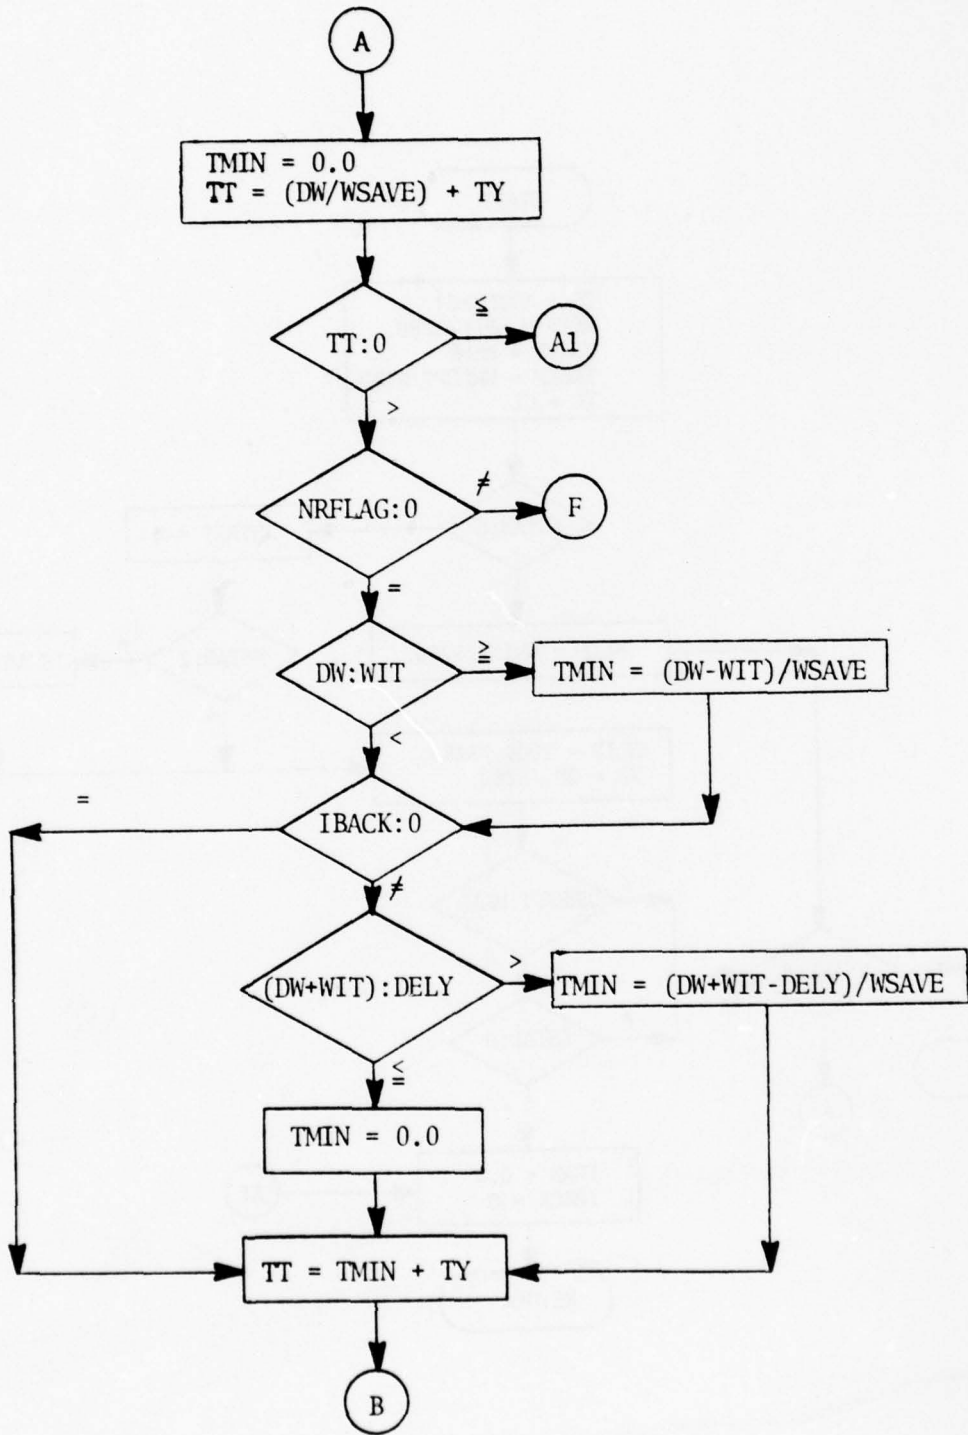 A
TMIN = 0.0
TT = (DW/WSAVE) + TY
TT:0
≦
A1
>
NRFLAG:0
≠
F
=
DW:WIT
≧
TMIN = (DW-WIT)/WSAVE
<
IBACK:0
=
≠
(DW+WIT):DELY
>
TMIN = (DW+WIT-DELY)/WSAVE
≦
TMIN = 0.0
TT = TMIN + TY
B